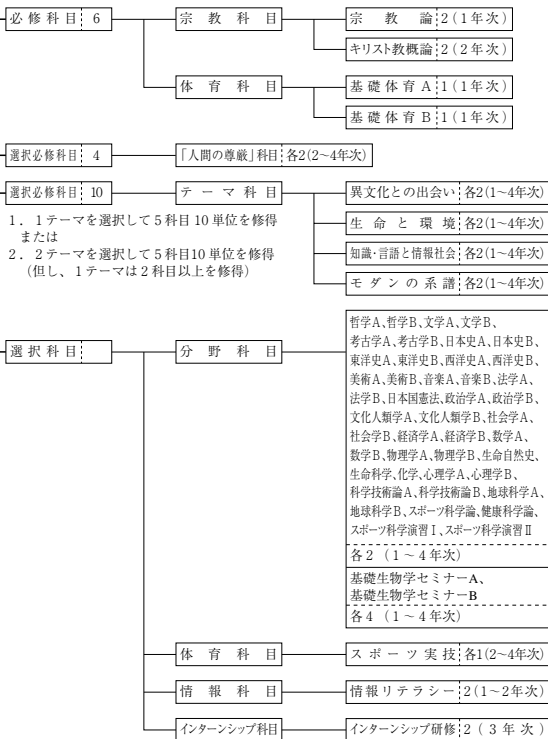 必修科目 6
宗教科目
宗教論 2(1年次)
キリスト教概論 2(2年次)
体育科目
基礎体育A 1(1年次)
基礎体育B 1(1年次)
選択必修科目 4
「人間の尊厳」科目 各2(2~4年次)
選択必修科目 10
テーマ科目
異文化との出会い 各2(1~4年次)
生命と環境 各2(1~4年次)
知識・言語と情報社会 各2(1~4年次)
モダンの系譜 各2(1~4年次)
1．1テーマを選択して5科目10単位を修得
または
2．2テーマを選択して5科目10単位を修得
(但し、1テーマは2科目以上を修得)
選択科目
分野科目
哲学A、哲学B、文学A、文学B、
考古学A、考古学B、日本史A、日本史B、
東洋史A、東洋史B、西洋史A、西洋史B、
美術A、美術B、音楽A、音楽B、法学A、
法学B、日本国憲法、政治学A、政治学B、
文化人類学A、文化人類学B、社会学A、
社会学B、経済学A、経済学B、数学A、
数学B、物理学A、物理学B、生命自然史、
生命科学、化学、心理学A、心理学B、
科学技術論A、科学技術論B、地球科学A、
地球科学B、スポーツ科学論、健康科学論、
スポーツ科学演習Ⅰ、スポーツ科学演習Ⅱ
各2 (1~4年次)
基礎生物学セミナーA、
基礎生物学セミナーB
各4 (1~4年次)
体育科目
スポーツ実技 各1(2~4年次)
情報科目
情報リテラシー 2(1~2年次)
インターンシップ科目
インターンシップ研修 2(3年次)